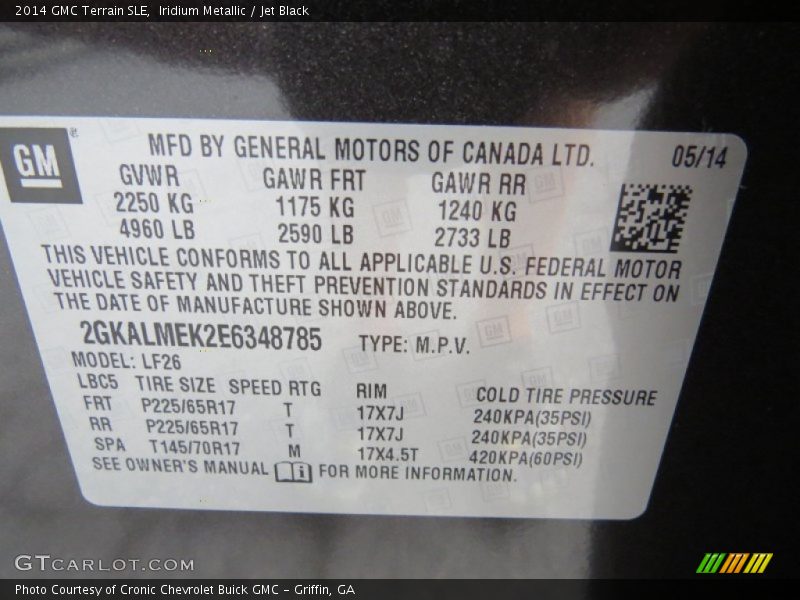 2014 GMC Terrain SLE,  Iridium Metallic / Jet Black
GM®
MFD BY GENERAL MOTORS OF CANADA LTD. 05/14
GVWR GAWR FRT GAWR RR
2250 KG 1175 KG 1240 KG
4960 LB 2590 LB 2733 LB
THIS VEHICLE CONFORMS TO ALL APPLICABLE U.S. FEDERAL MOTOR
VEHICLE SAFETY AND THEFT PREVENTION STANDARDS IN EFFECT ON
THE DATE OF MANUFACTURE SHOWN ABOVE.
2GKALMEK2E6348785 TYPE: M.P.V.
MODEL: LF26
LBC5 TIRE SIZE SPEED RTG RIM COLD TIRE PRESSURE
FRT P225/65R17 T 17X7J 240KPA(35PSI)
RR P225/65R17 T 17X7J 240KPA(35PSI)
SPA T145/70R17 M 17X4.5T 420KPA(60PSI)
SEE OWNER'S MANUAL i FOR MORE INFORMATION.
GTCARLOT.COM
Photo Courtesy of Cronic Chevrolet Buick GMC – Griffin, GA